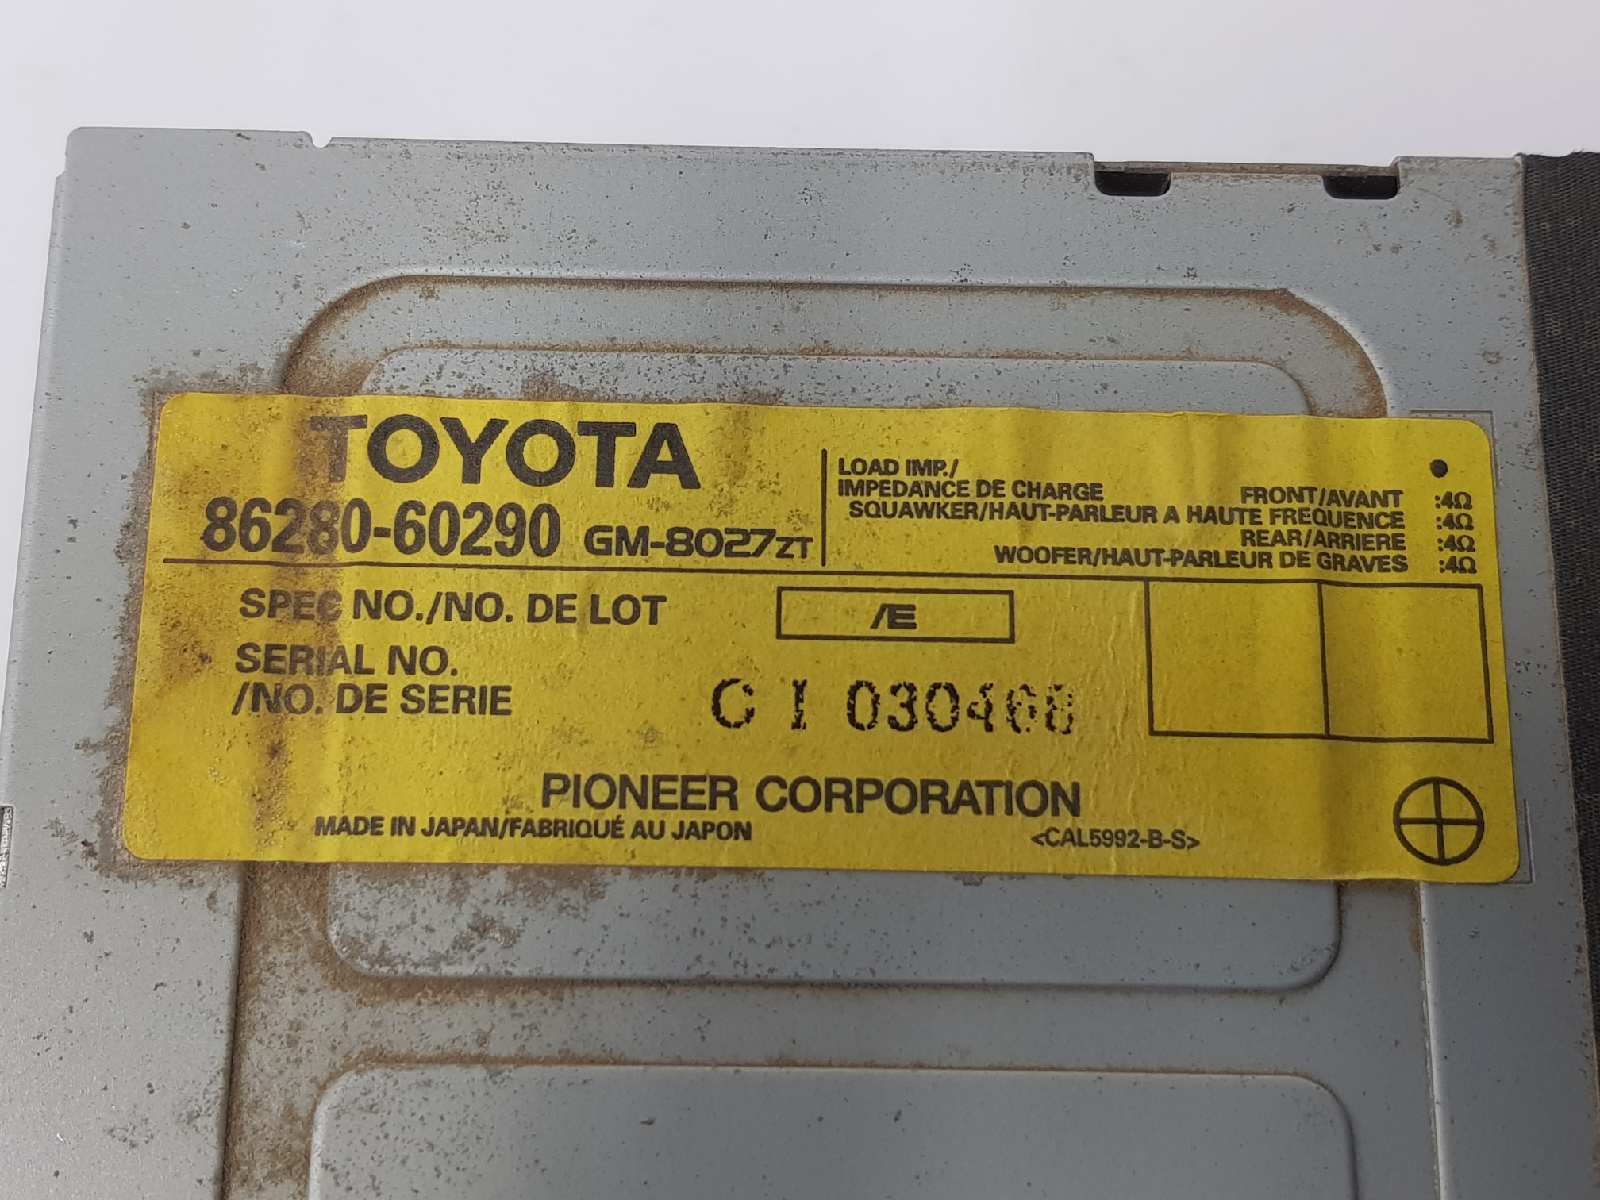 TOYOTA
86280-60290 GM-8027ZT
LOAD IMP./
IMPEDANCE DE CHARGE FRONT/AVANT :4Ω
SQUAWKER/HAUT-PARLEUR A HAUTE FREQUENCE :4Ω
REAR/ARRIERE :4Ω
WOOFER/HAUT-PARLEUR DE GRAVES :4Ω
SPEC NO./NO. DE LOT /E
SERIAL NO.
/NO. DE SERIE C I 030468
PIONEER CORPORATION
MADE IN JAPAN/FABRIQUÉ AU JAPON <CAL5992-B-S>